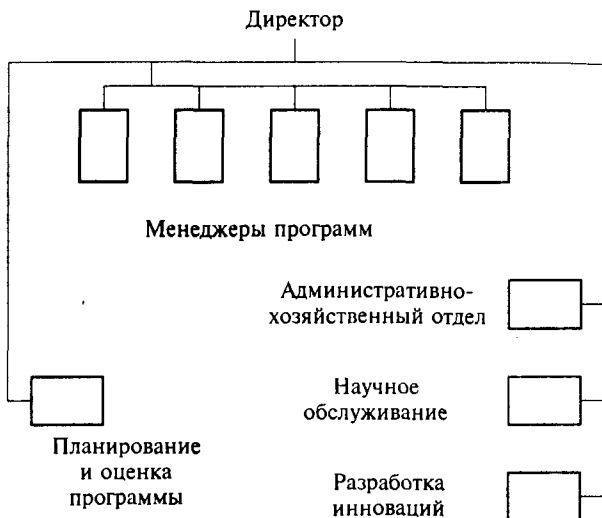 Директор
Менеджеры программ
Административно-
хозяйственный отдел
Научное
обслуживание
Планирование
и оценка
программы
Разработка
инноваций